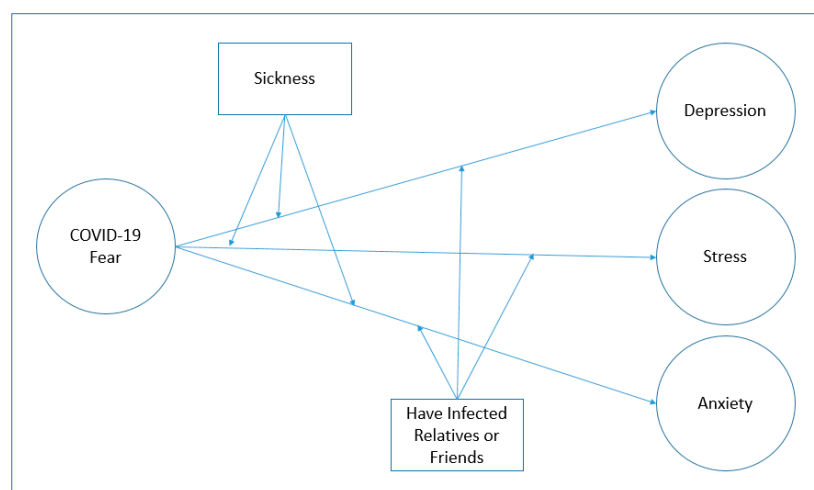 Sickness
Depression
COVID-19
Fear
Stress
Anxiety
Have Infected
Relatives or
Friends